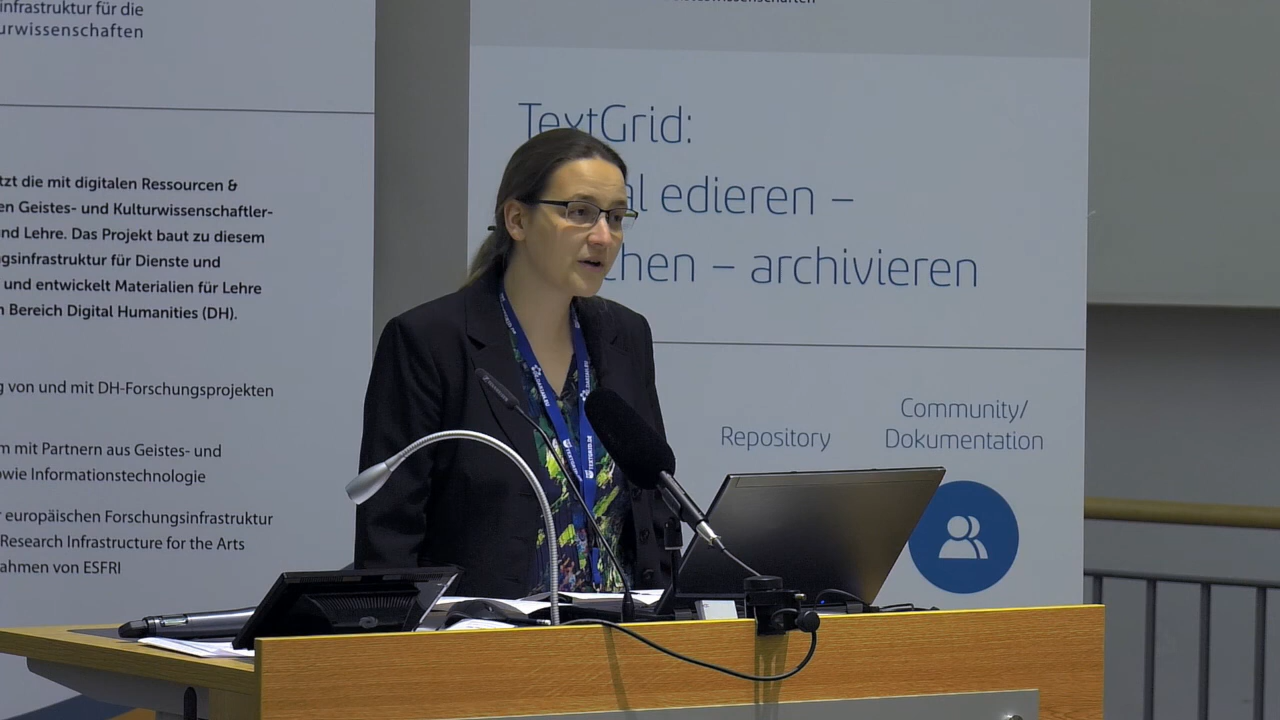 nfrastruktur für die
urwissenschaften
tzt die mit digitalen Ressourcen &
en Geistes- und Kulturwissenschaftler-
nd Lehre. Das Projekt baut zu diesem
gsinfrastruktur für Dienste und
und entwickelt Materialien für Lehre
n Bereich Digital Humanities (DH).
g von und mit DH-Forschungsprojekten
m mit Partnern aus Geistes- und
owie Informationstechnologie
r europäischen Forschungsinfrastruktur
Research Infrastructure for the Arts
ahmen von ESFRI
TextGrid:
al edieren –
chen – archivieren
Repository
Community/
Dokumentation
TEXTGRID.DE